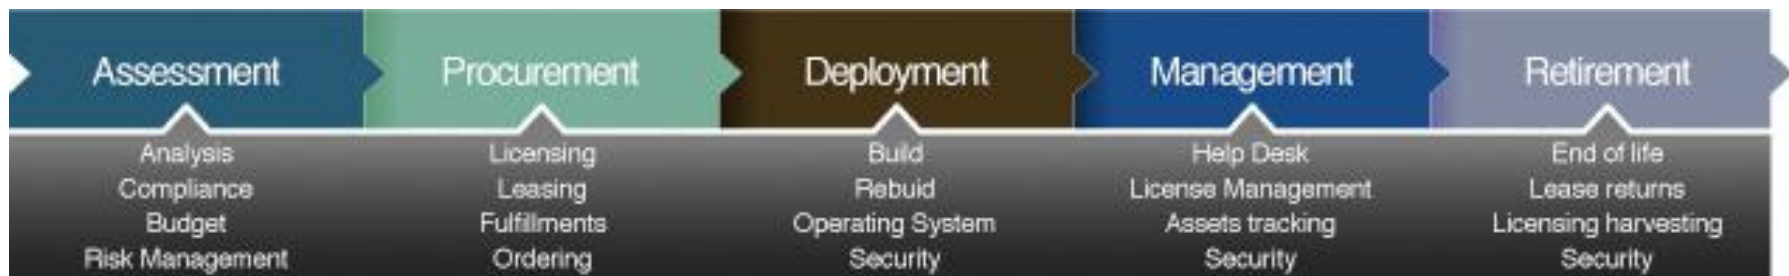 Assessment
Analysis
Compliance
Budget
Risk Management
Procurement
Licensing
Leasing
Fulfillments
Ordering
Deployment
Build
Rebuid
Operating System
Security
Management
Help Desk
License Management
Assets tracking
Security
Retirement
End of life
Lease returns
Licensing harvesting
Security